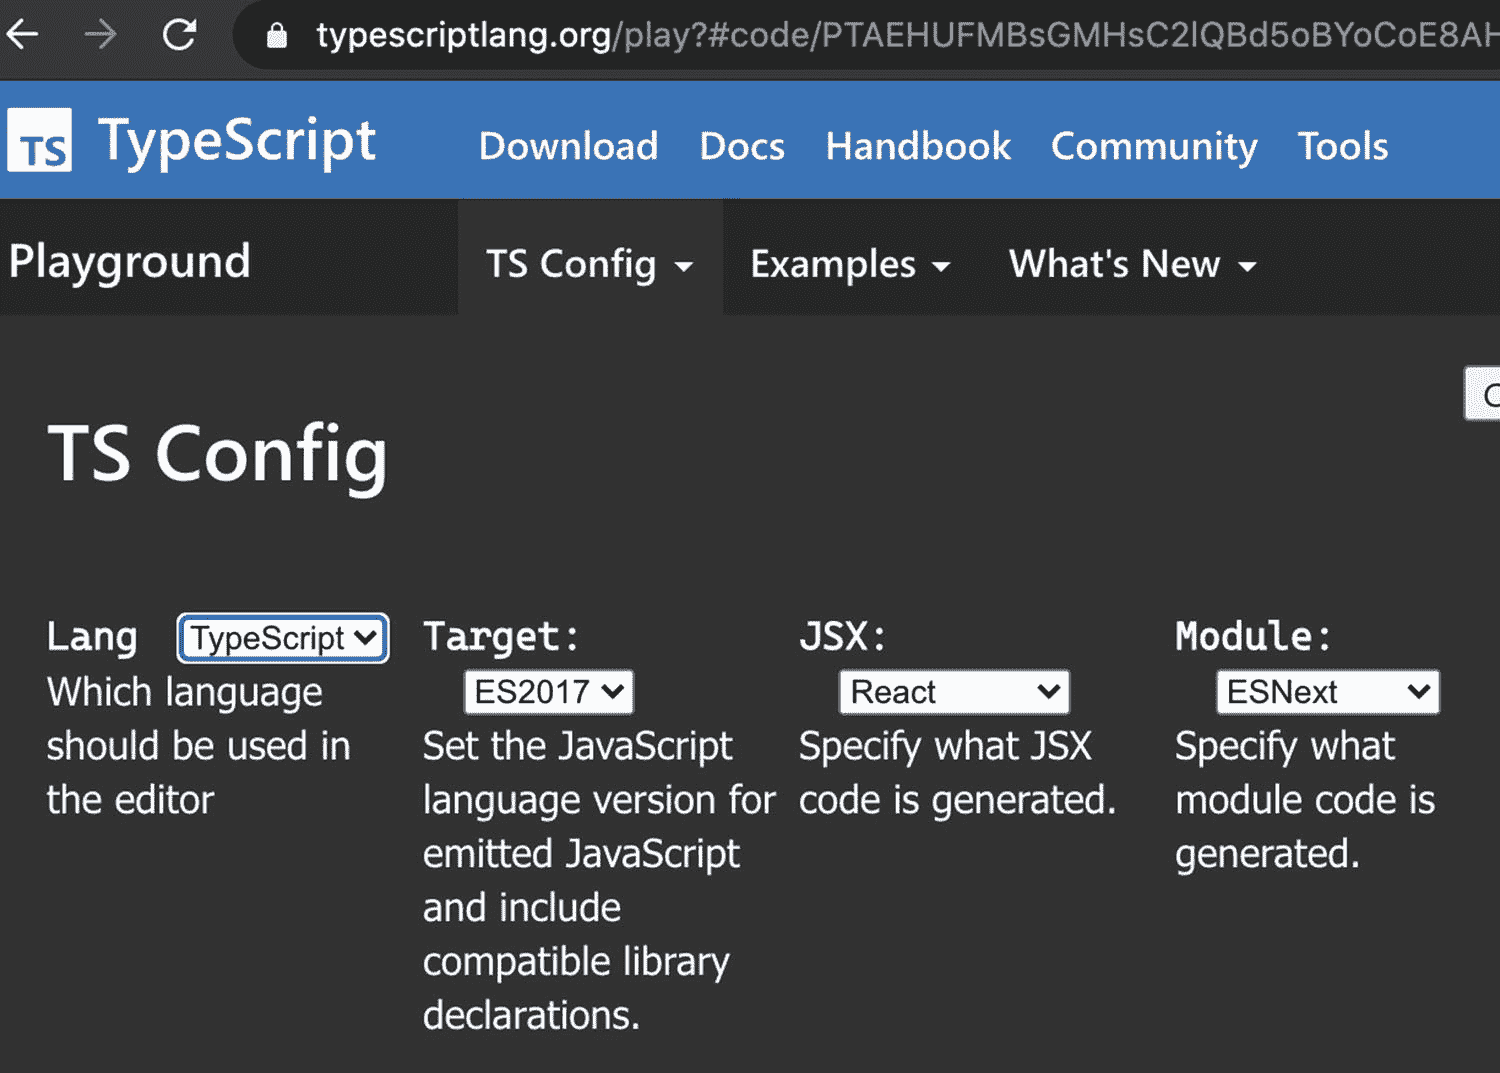 typescriptlang.org/play?#code/PTAEHUFMBsGMHsC2lQBd5oBYoCoE8AH
TS TypeScript Download Docs Handbook Community Tools
Playground TS Config Examples What's New
TS Config
Lang TypeScript
Which language
should be used in
the editor
Target:
ES2017
Set the JavaScript
language version for
emitted JavaScript
and include
compatible library
declarations.
JSX:
React
Specify what JSX
code is generated.
Module:
ESNext
Specify what
module code is
generated.